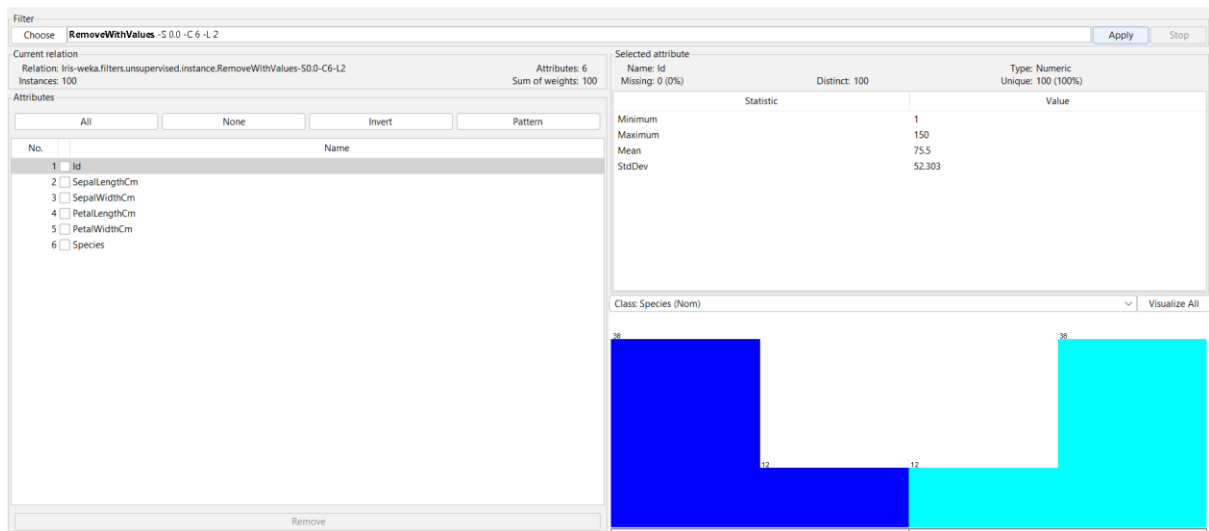 Filter
Choose RemoveWithValues -S 0.0 -C 6 -L 2 Apply Stop
Current relation
Relation: Iris-weka.filters.unsupervised.instance.RemoveWithValues-S0.0-C6-L2 Attributes: 6
Instances: 100 Sum of weights: 100
Attributes
All None Invert Pattern
No. Name
1 Id
2 SepalLengthCm
3 SepalWidthCm
4 PetalLengthCm
5 PetalWidthCm
6 Species
Remove
Selected attribute
Name: Id Type: Numeric
Missing: 0 (0%) Distinct: 100 Unique: 100 (100%)
Statistic Value
Minimum 1
Maximum 150
Mean 75.5
StdDev 52.303
Class: Species (Nom) Visualize All
38 38
12 12